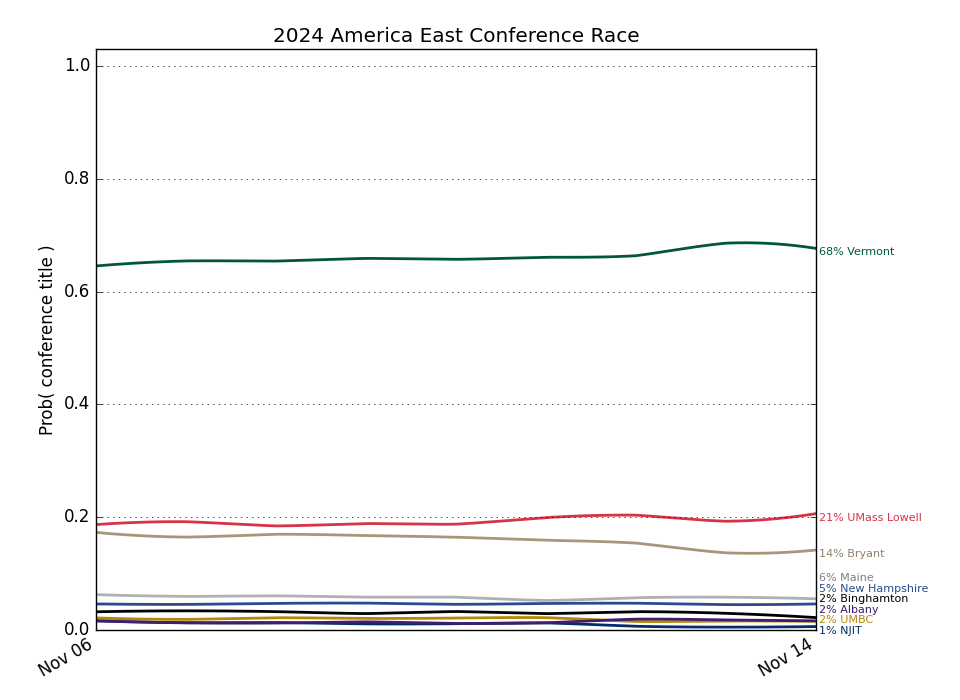 2024 America East Conference Race
Prob( conference title )
1.0
0.8
0.6
0.4
0.2
0.0
Nov 06
Nov 14
68% Vermont
21% UMass Lowell
14% Bryant
6% Maine
5% New Hampshire
2% Binghamton
2% Albany
2% UMBC
1% NJIT